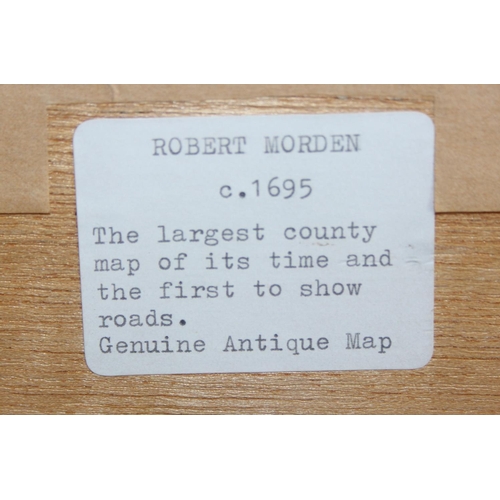 ROBERT MORDEN
c.1695
The largest county
map of its time and
the first to show
roads.
Genuine Antique Map